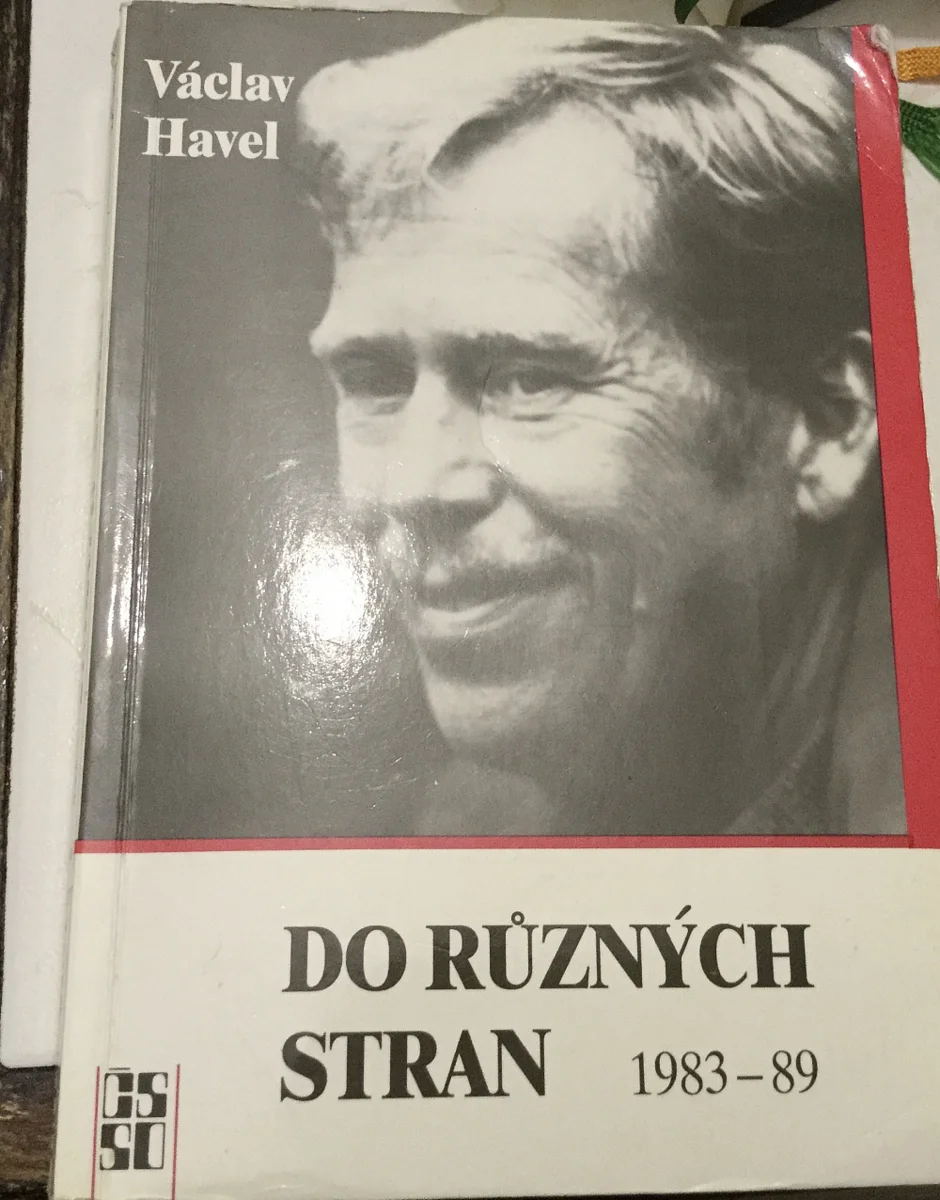 Václav
Havel
DO RŮZNÝCH
STRAN 1983–89
ČS
SD